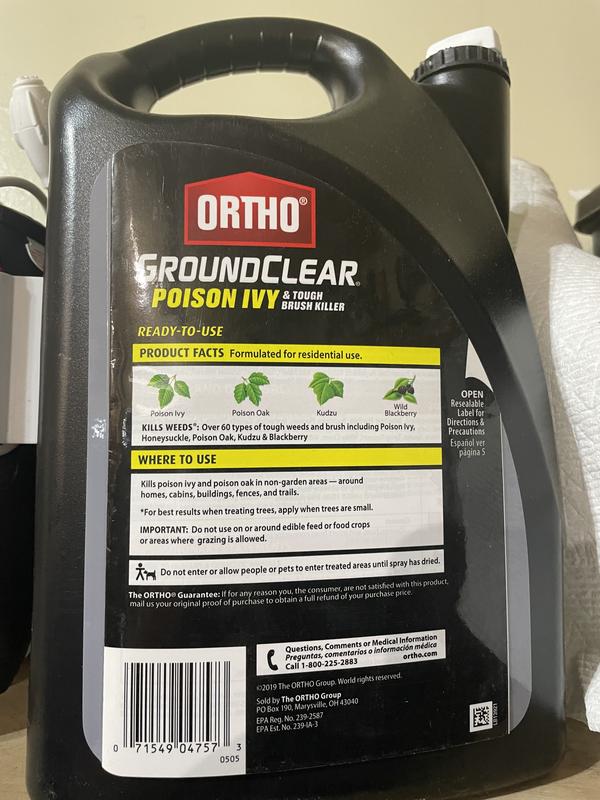 ORTHO®
GROUNDCLEAR®
POISON IVY & TOUGH
BRUSH KILLER
READY-TO-USE
PRODUCT FACTS Formulated for residential use.
Poison Ivy
Poison Oak
Kudzu
Wild
Blackberry
KILLS WEEDS*: Over 60 types of tough weeds and brush including Poison Ivy,
Honeysuckle, Poison Oak, Kudzu & Blackberry
OPEN
Resealable
Label for
Directions &
Precautions
Español ver
página 5
WHERE TO USE
Kills poison ivy and poison oak in non-garden areas — around
homes, cabins, buildings, fences, and trails.
*For best results when treating trees, apply when trees are small.
IMPORTANT: Do not use on or around edible feed or food crops
or areas where grazing is allowed.
Do not enter or allow people or pets to enter treated areas until spray has dried.
The ORTHO® Guarantee: If for any reason you, the consumer, are not satisfied with this product,
mail us your original proof of purchase to obtain a full refund of your purchase price.
Questions, Comments or Medical Information
Preguntas, comentarios o información médica
Call 1-800-225-2883 ortho.com
©2019 The ORTHO Group. World rights reserved.
Sold by The ORTHO Group
PO Box 190, Marysville, OH 43040
EPA Reg. No. 239-2587
EPA Est. No. 239-IA-3
0 71549 04757 3
0505